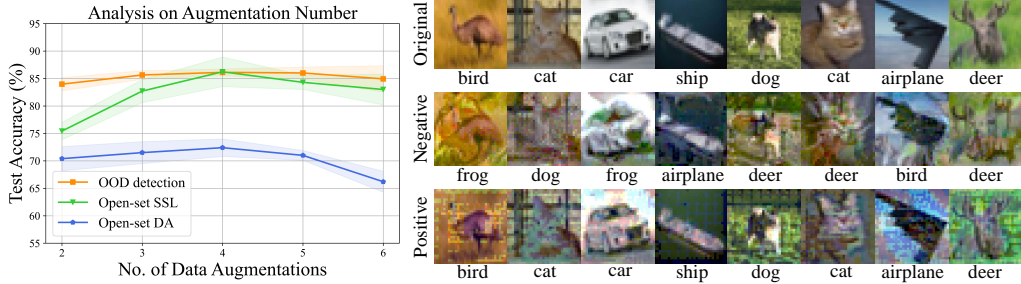 Analysis on Augmentation Number
Test Accuracy (%)
95
90
85
80
75
70
65
60
55
2 3 4 5 6
No. of Data Augmentations
OOD detection
Open-set SSL
Open-set DA
Original
bird cat car ship dog cat airplane deer
Negative
frog dog frog airplane deer deer bird deer
Positive
bird cat car ship dog cat airplane deer